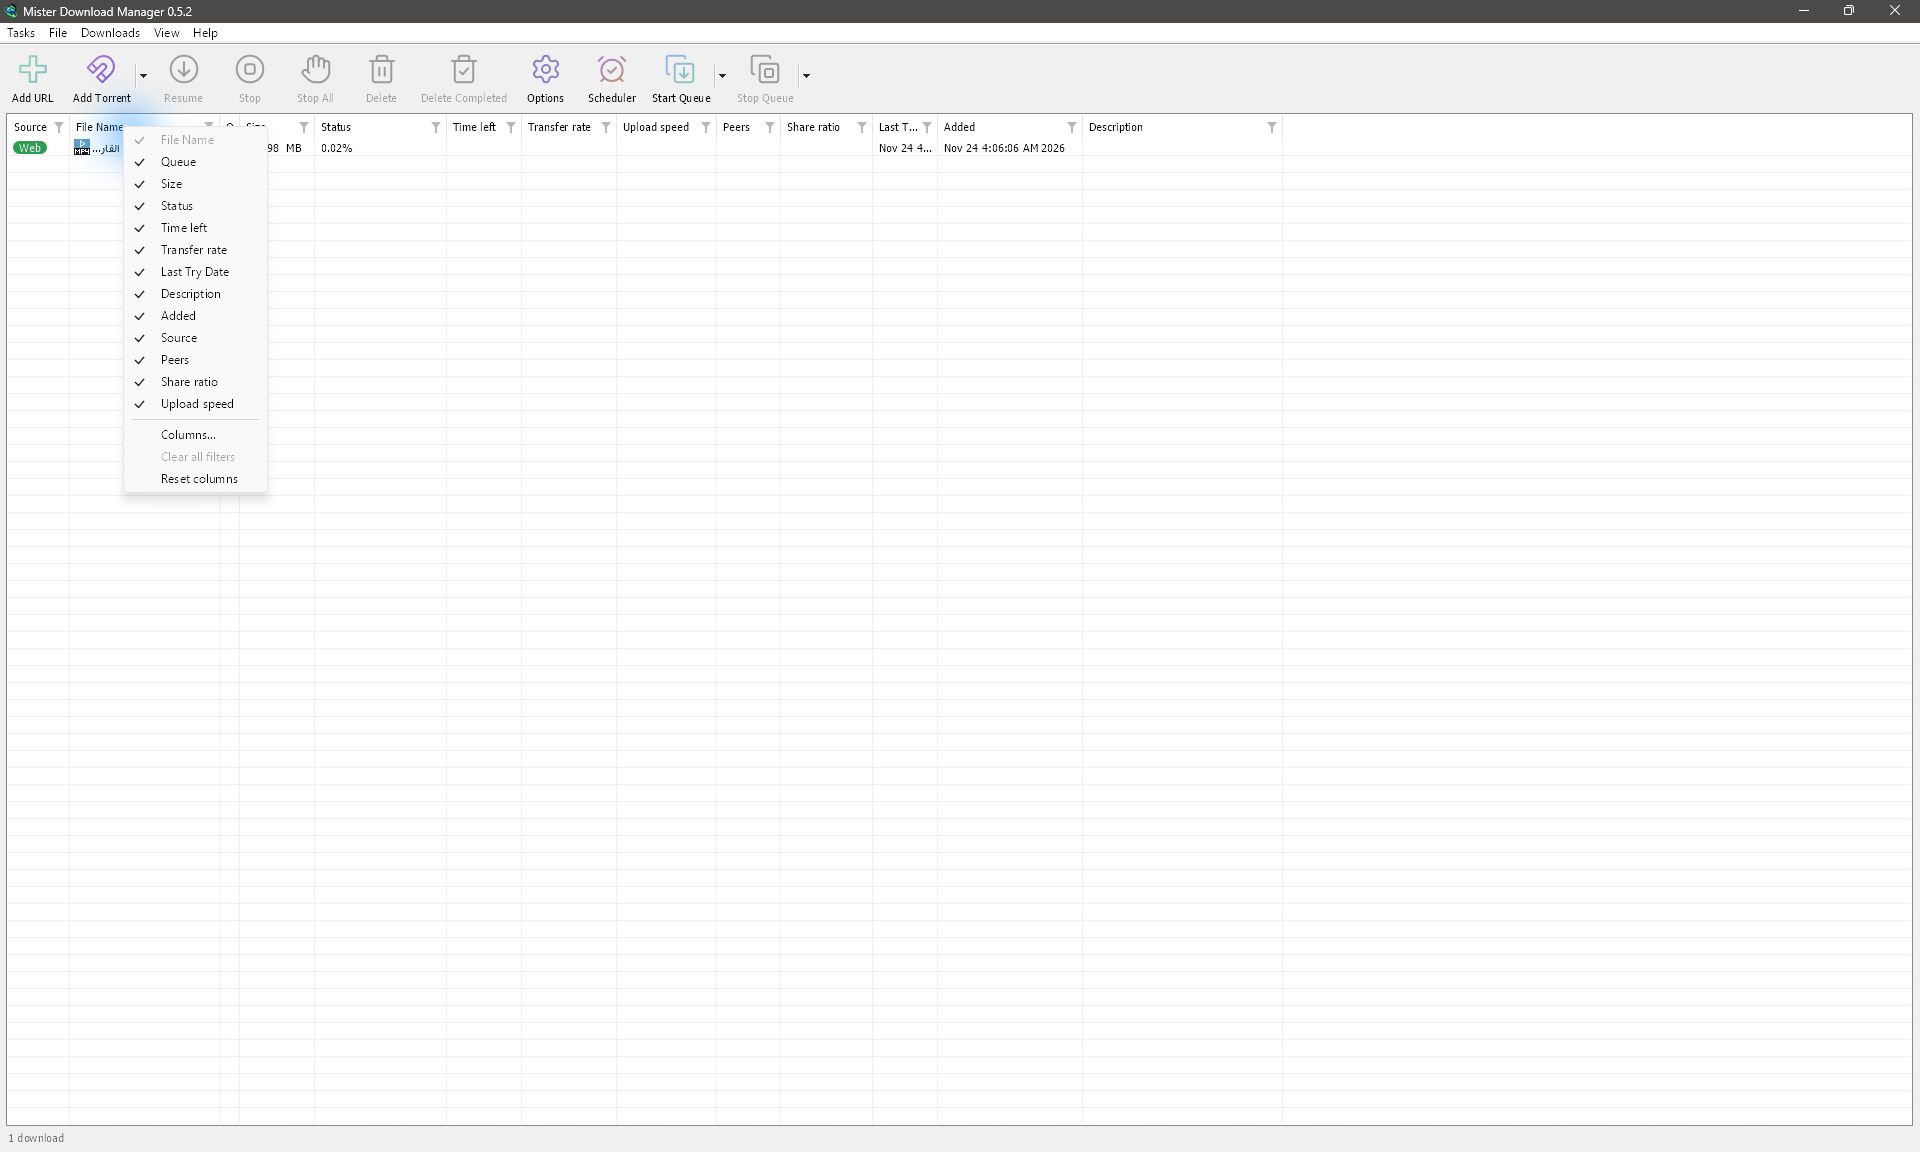 Mister Download Manager 0.5.2
Tasks File Downloads View Help
Add URL Add Torrent Resume Stop Stop All Delete Delete Completed Options Scheduler Start Queue Stop Queue
Source File Name Status Time left Transfer rate Upload speed Peers Share ratio Last T... Added Description
Web MP4 القار... 98 MB 0.02% Nov 24 4... Nov 24 4:06:06 AM 2026
File Name
Queue
Size
Status
Time left
Transfer rate
Last Try Date
Description
Added
Source
Peers
Share ratio
Upload speed
Columns...
Clear all filters
Reset columns
1 download